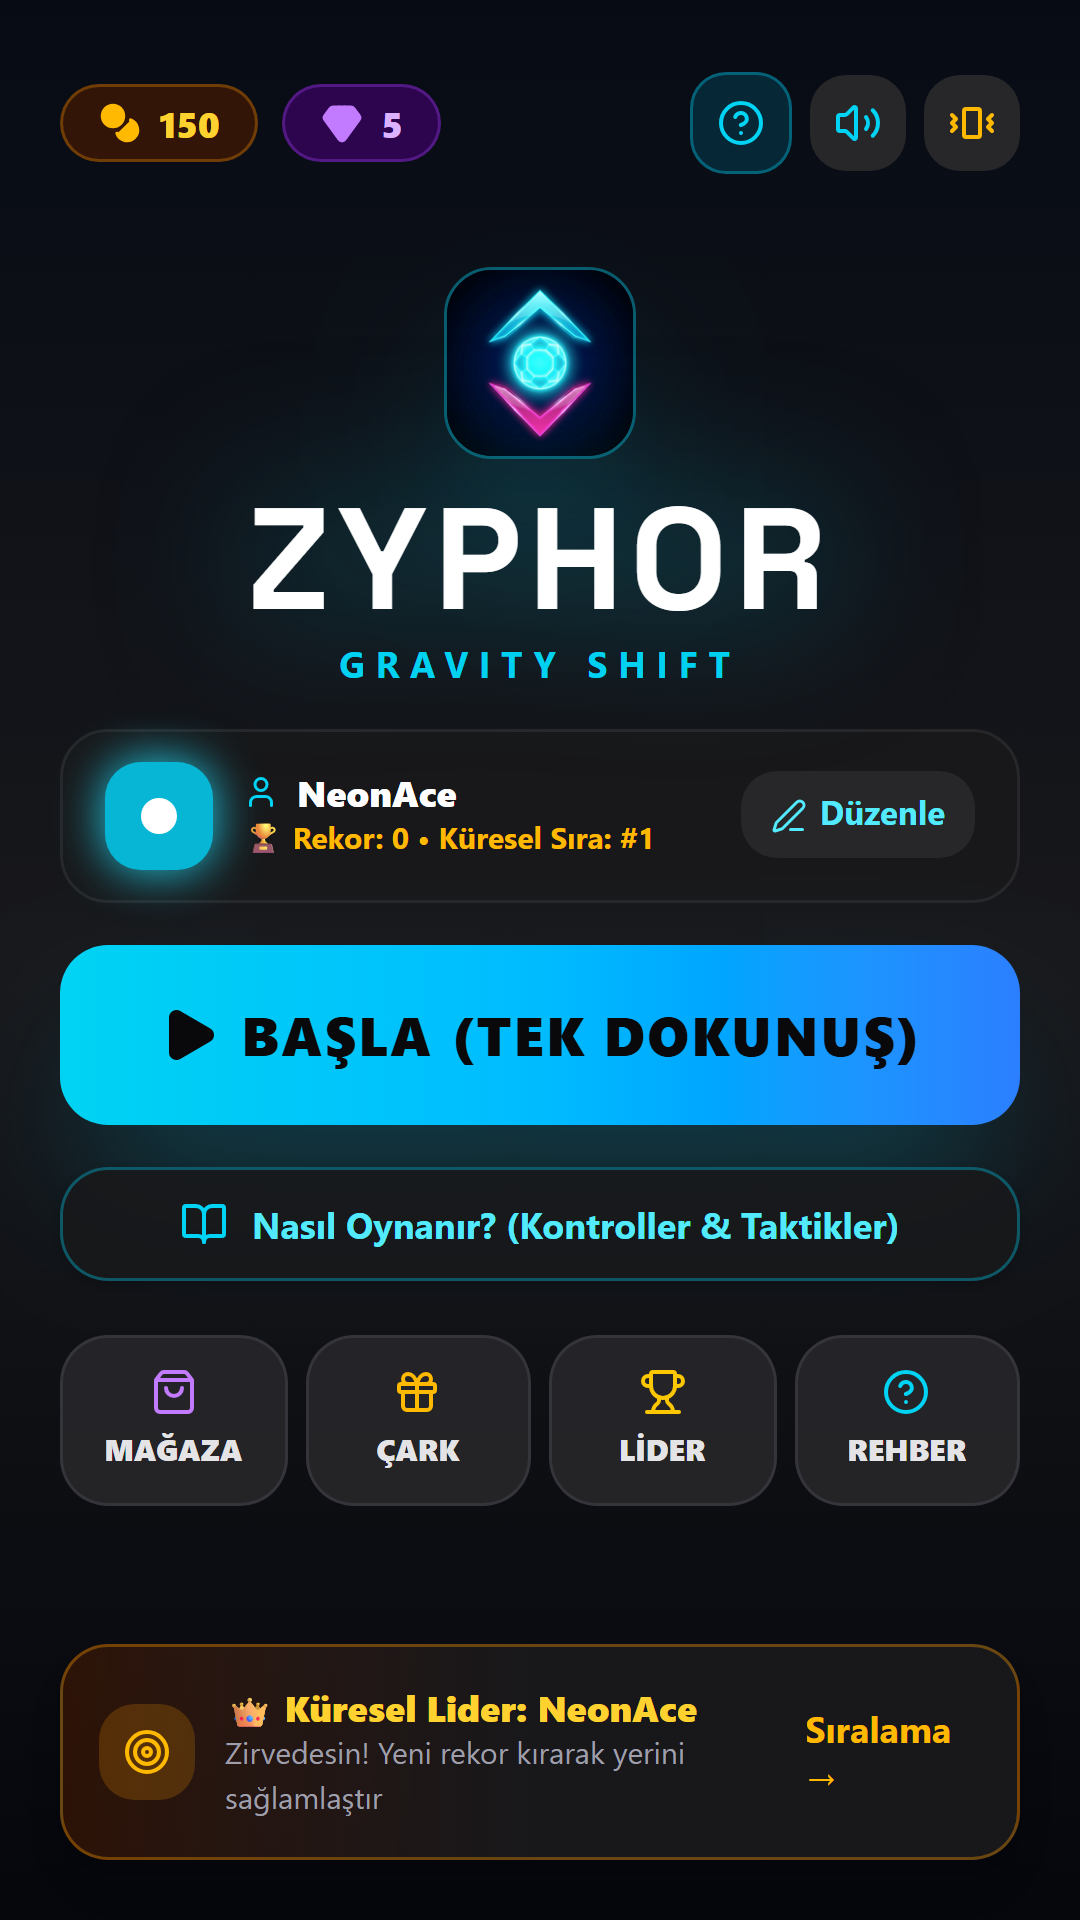 150
5
ZYPHOR
GRAVITY SHIFT
NeonAce
🏆 Rekor: 0 • Küresel Sıra: #1
Düzenle
BAŞLA (TEK DOKUNUŞ)
Nasıl Oynanır? (Kontroller & Taktikler)
MAĞAZA
ÇARK
LİDER
REHBER
👑 Küresel Lider: NeonAce
Zirvedesin! Yeni rekor kırarak yerini
sağlamlaştır
Sıralama
→